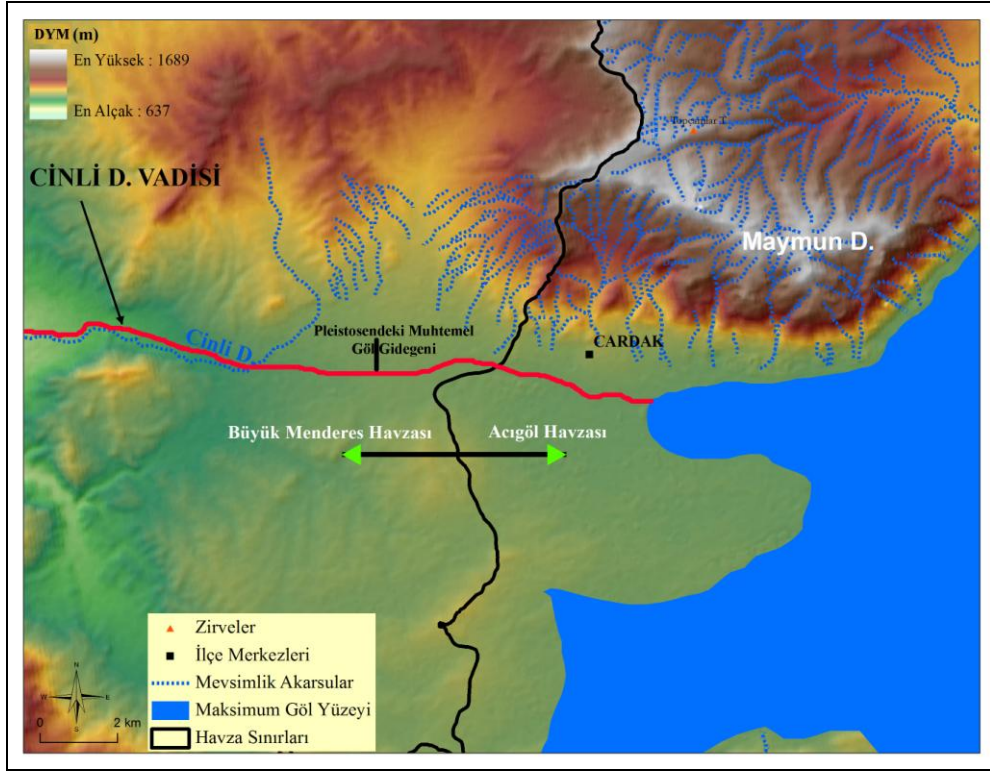 DYM (m)
En Yüksek : 1689
En Alçak : 637
Topçamlar T.
CİNLİ D. VADİSİ
Maymun D.
Pleistosendeki Muhtemel
Göl Gidegeni
Cinli D.
CARDAK
Büyük Menderes Havzası
Acıgöl Havzası
Zirveler
İlçe Merkezleri
Mevsimlik Akarsular
Maksimum Göl Yüzeyi
Havza Sınırları
N
W
E
S
0 2 km